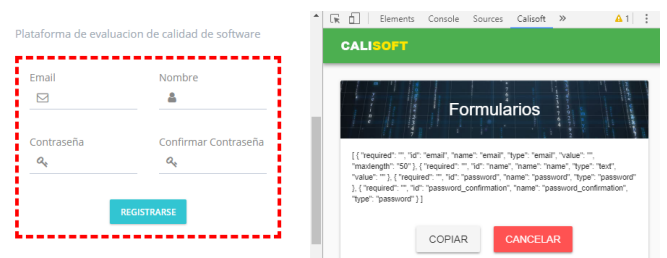 Plataforma de evaluacion de calidad de software
Email
Nombre
Contraseña
Confirmar Contraseña
REGISTRARSE
Elements Console Sources Calisoft » 1
CALISOFT
Formularios
[ { "required": "", "id": "email", "name": "email", "type": "email", "value": "",
"maxlength": "50" }, { "required": "", "id": "name", "name": "name", "type": "text",
"value": "" }, { "required": "", "id": "password", "name": "password", "type": "password"
}, { "required": "", "id": "password_confirmation", "name": "password_confirmation",
"type": "password" } ]
COPIAR
CANCELAR